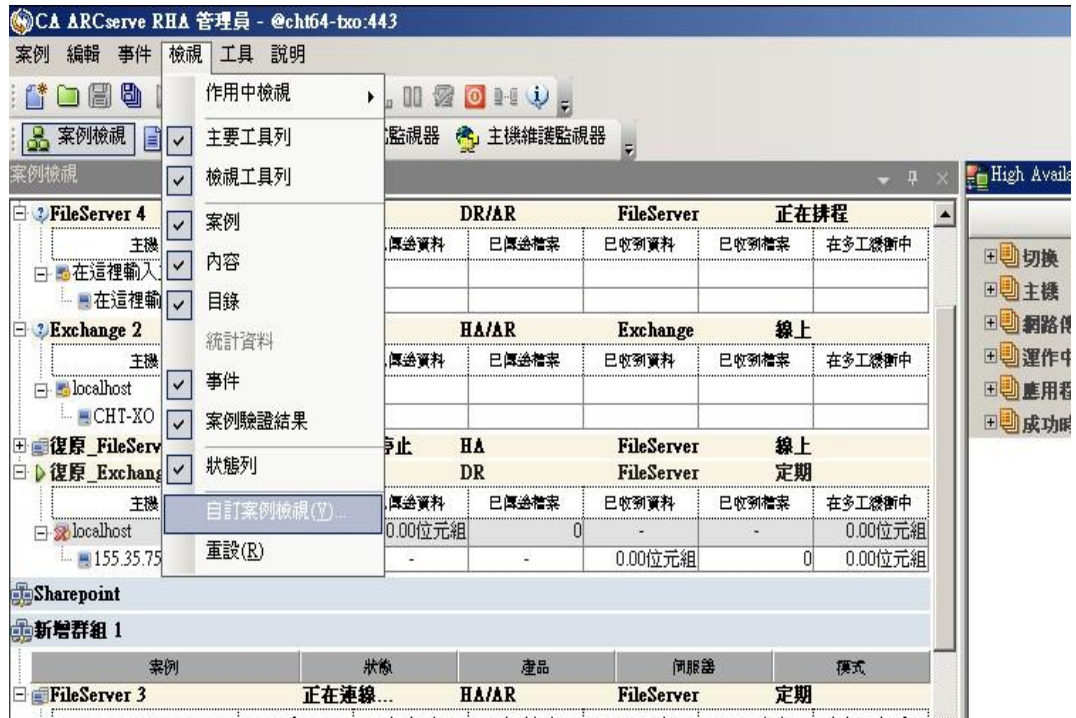 CA ARCserve RHA 管理員 - @cht64-txo:443
案例 編輯 事件 檢視 工具 說明
作用中檢視
案例檢視 監視器 主機維護監視器
主要工具列
案例檢視
檢視工具列
High Availa
FileServer 4 DR/AR FileServer 正在排程
案例
主機 傳送資料 已傳送檔案 已收到資料 已收到檔案 在多工緩衝中
切換
內容
在這裡輸入
主機
在這裡輸
目錄
網路傳
Exchange 2 HA/AR Exchange 線上
統計資料
主機 傳送資料 已傳送檔案 已收到資料 已收到檔案 在多工緩衝中
運作中
localhost
事件
應用程
CHT-XO
案例驗證結果
成功時
復原_FileServ 停止 HA FileServer 線上
狀態列
復原_Exchang DR FileServer 定期
主機 傳送資料 已傳送檔案 已收到資料 已收到檔案 在多工緩衝中
自訂案例檢視(V)...
localhost 0.00位元組 0 - - 0.00位元組
重設(R)
155.35.75 - - 0.00位元組 0 0.00位元組
Sharepoint
新增群組 1
案例 狀態 產品 伺服器 模式
FileServer 3 正在連線... HA/AR FileServer 定期